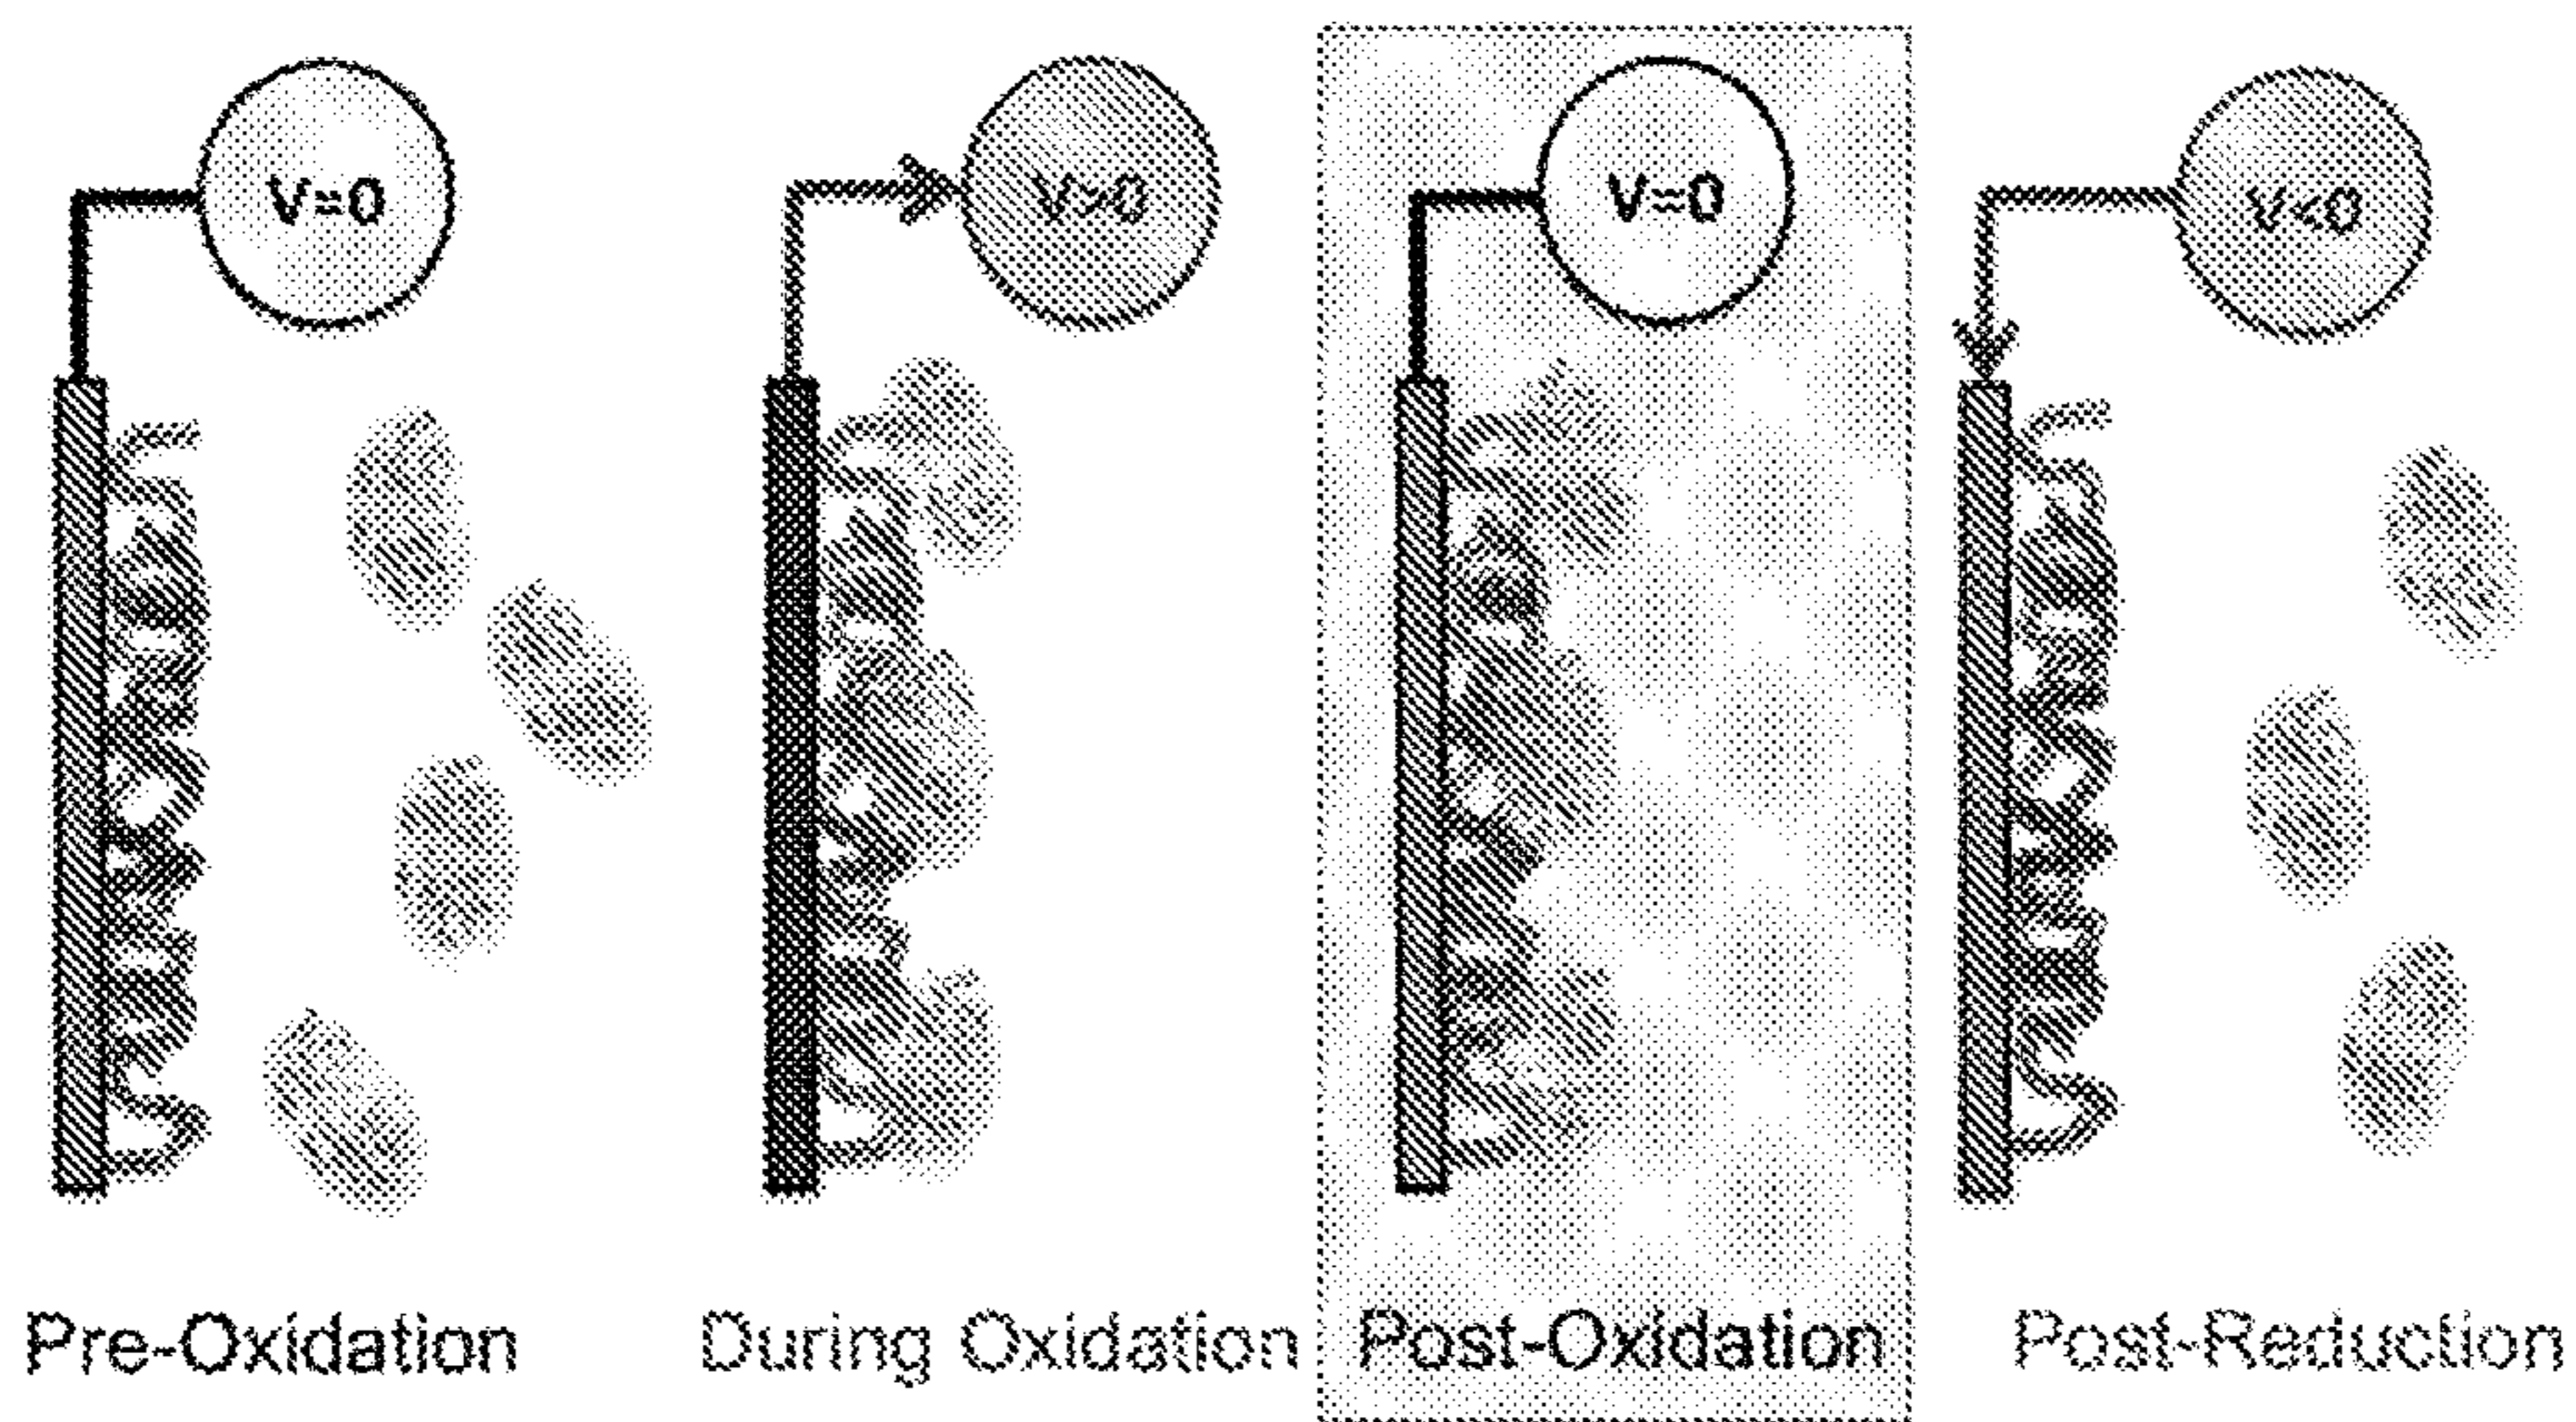 V=0
V>0
V=0
V<0
Pre-Oxidation
During Oxidation
Post-Oxidation
Post-Reduction